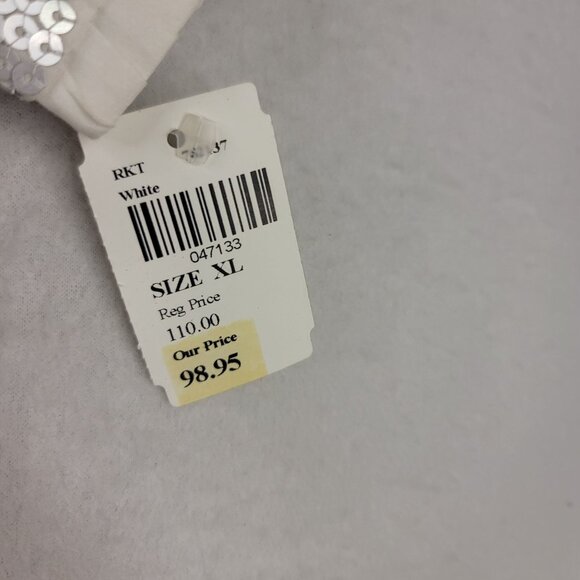 RKT
White
047133
SIZE XL
Reg Price
110.00
Our Price
98.95